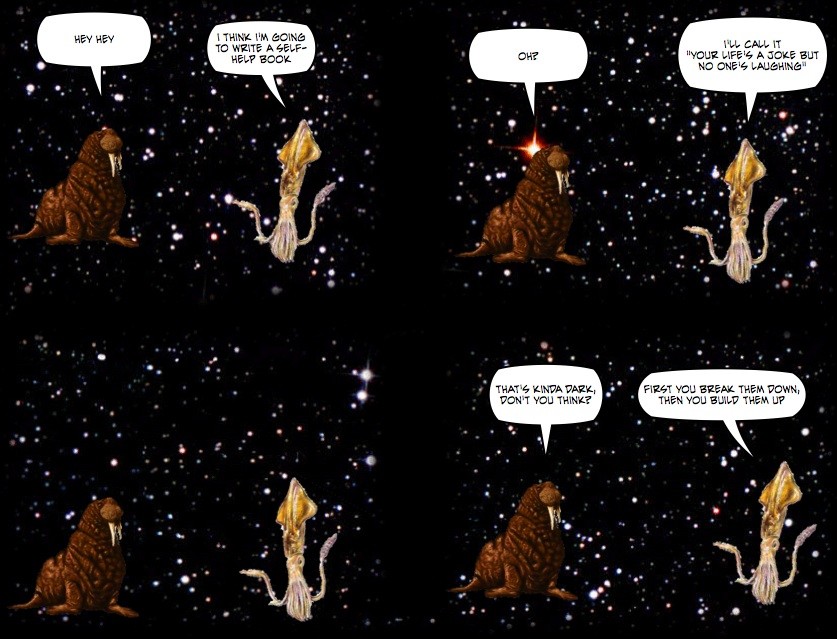 HEY HEY
I THINK I'M GOING
TO WRITE A SELF-
HELP BOOK
OH?
I'LL CALL IT
"YOUR LIFE'S A JOKE BUT
NO ONE'S LAUGHING"
THAT'S KINDA DARK,
DON'T YOU THINK?
FIRST YOU BREAK THEM DOWN,
THEN YOU BUILD THEM UP